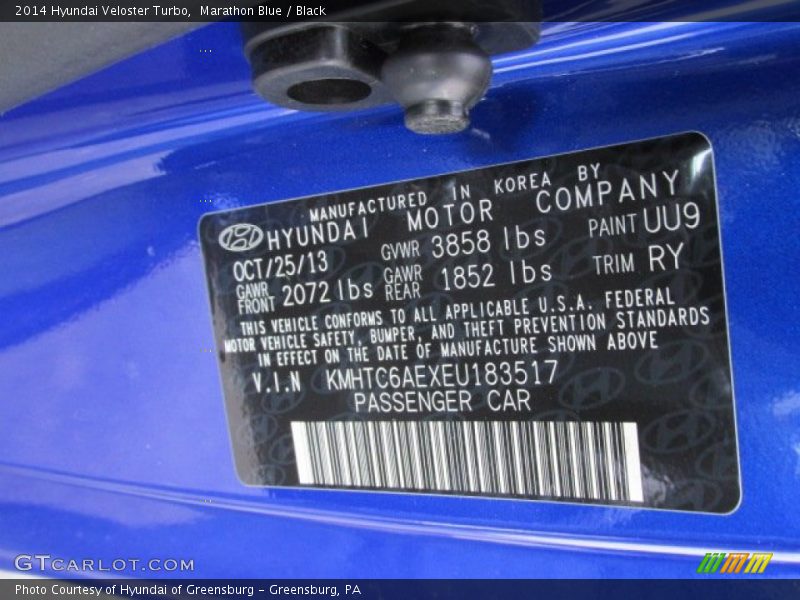 2014 Hyundai Veloster Turbo, Marathon Blue / Black
MANUFACTURED IN KOREA BY
HYUNDAI MOTOR COMPANY
OCT/25/13 GVWR 3858 lbs PAINT UU9
GAWR FRONT 2072 lbs GAWR REAR 1852 lbs TRIM RY
THIS VEHICLE CONFORMS TO ALL APPLICABLE U.S.A. FEDERAL
MOTOR VEHICLE SAFETY, BUMPER, AND THEFT PREVENTION STANDARDS
IN EFFECT ON THE DATE OF MANUFACTURE SHOWN ABOVE
V.I.N KMHTC6AEXEU183517
PASSENGER CAR
GTCARLOT.COM
Photo Courtesy of Hyundai of Greensburg - Greensburg, PA